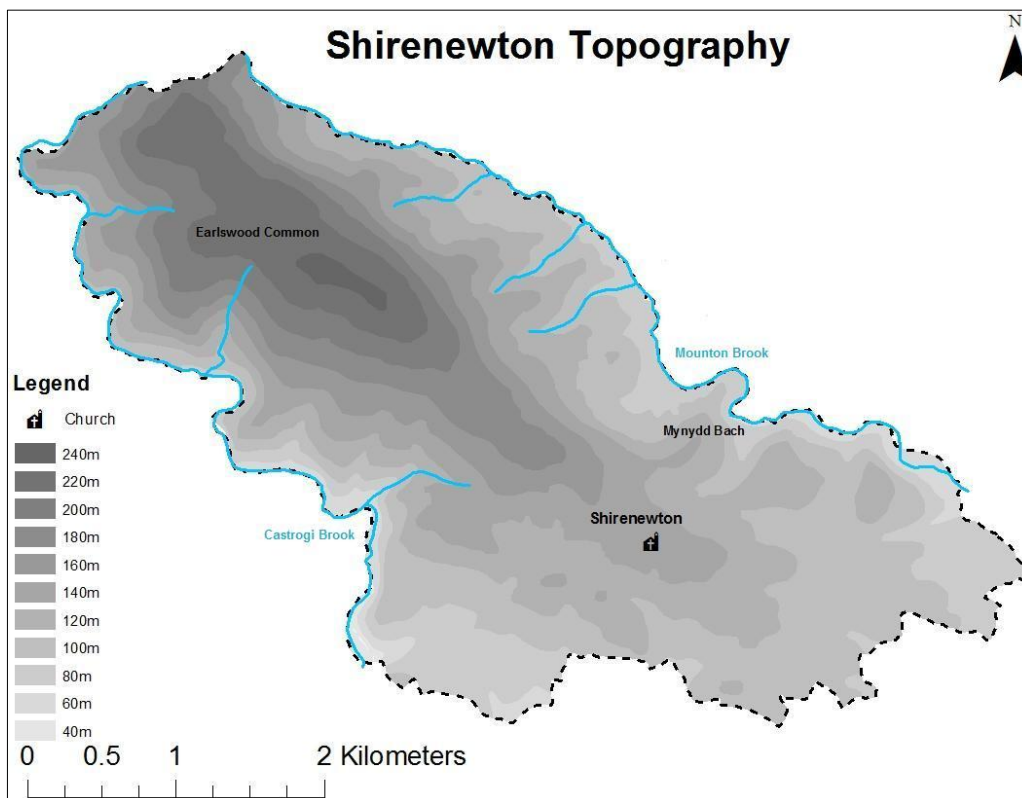 Shirenewton Topography
N
Earlswood Common
Mounton Brook
Mynydd Bach
Shirenewton
Castrogi Brook
Legend
Church
240m
220m
200m
180m
160m
140m
120m
100m
80m
60m
40m
0 0.5 1 2 Kilometers